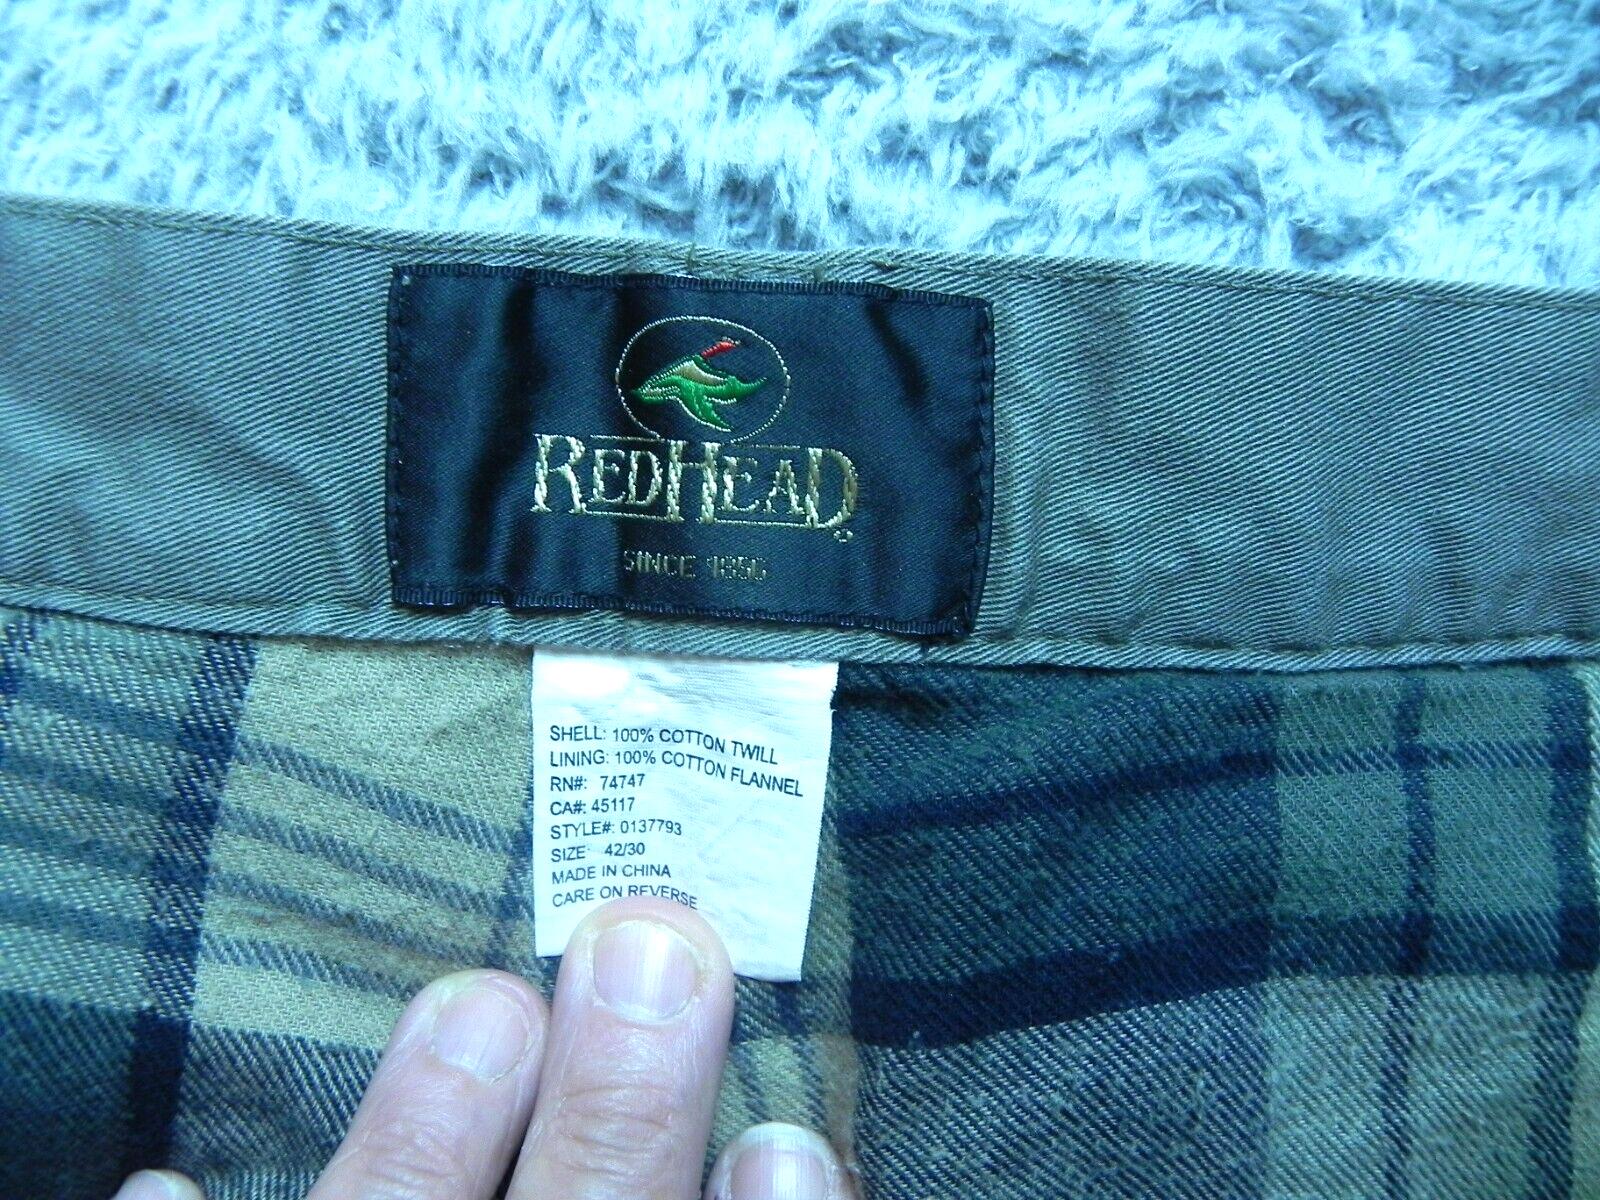 REDHEAD
SINCE 1856
SHELL: 100% COTTON TWILL
LINING: 100% COTTON FLANNEL
RN#: 74747
CA#: 45117
STYLE#: 0137793
SIZE: 42/30
MADE IN CHINA
CARE ON REVERSE